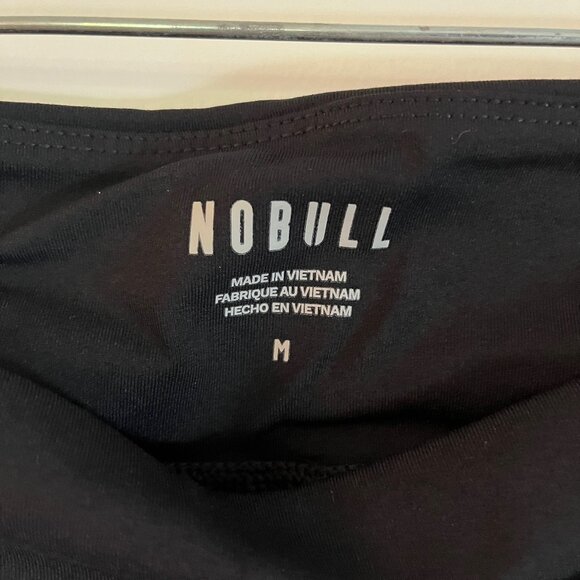 NOBULL
MADE IN VIETNAM
FABRIQUE AU VIETNAM
HECHO EN VIETNAM
M